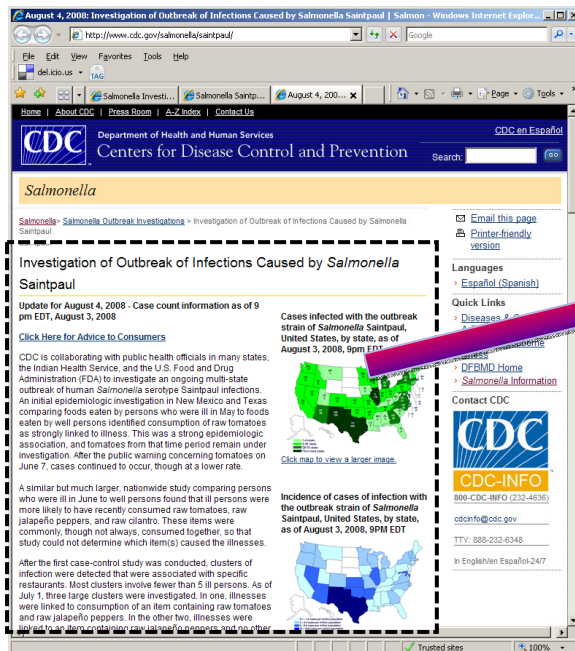 August 4, 2008: Investigation of Outbreak of Infections Caused by Salmonella Saintpaul | Salmon - Windows Internet Explor...
http://www.cdc.gov/salmonella/saintpaul/
Google
File Edit View Favorites Tools Help
del.icio.us TAG
Salmonella Investi... Salmonella Saintp... August 4, 200... Page Tools
Home | About CDC | Press Room | A-Z Index | Contact Us
CDC en Español
CDC
Department of Health and Human Services
Centers for Disease Control and Prevention
Search: GO
Salmonella
Salmonella> Salmonella Outbreak Investigations > Investigation of Outbreak of Infections Caused by Salmonella
Saintpaul
Investigation of Outbreak of Infections Caused by Salmonella
Saintpaul
Update for August 4, 2008 - Case count information as of 9
pm EDT, August 3, 2008
Click Here for Advice to Consumers
CDC is collaborating with public health officials in many states,
the Indian Health Service, and the U.S. Food and Drug
Administration (FDA) to investigate an ongoing multi-state
outbreak of human Salmonella serotype Saintpaul infections.
An initial epidemiologic investigation in New Mexico and Texas
comparing foods eaten by persons who were ill in May to foods
eaten by well persons identified consumption of raw tomatoes
as strongly linked to illness. This was a strong epidemiologic
association, and tomatoes from that time period remain under
investigation. After the public warning concerning tomatoes on
June 7, cases continued to occur, though at a lower rate.
A similar but much larger, nationwide study comparing persons
who were ill in June to well persons found that ill persons were
more likely to have recently consumed raw tomatoes, raw
jalapeño peppers, and raw cilantro. These items were
commonly, though not always, consumed together, so that
study could not determine which item(s) caused the illnesses.
After the first case-control study was conducted, clusters of
infection were detected that were associated with specific
restaurants. Most clusters involve fewer than 5 ill persons. As of
July 1, three large clusters were investigated. In one, illnesses
were linked to consumption of an item containing raw tomatoes
and raw jalapeño peppers. In the other two, illnesses were
linked to an item containing raw jalapeño peppers and no other
Cases infected with the outbreak
strain of Salmonella Saintpaul,
United States, by state, as of
August 3, 2008, 9pm EDT
Click map to view a larger image.
Incidence of cases of infection with
the outbreak strain of Salmonella
Saintpaul, United States, by state,
as of August 3, 2008, 9PM EDT
Email this page
Printer-friendly
version
Languages
Español (Spanish)
Quick Links
Diseases &
DFBMD Home
Salmonella Information
Contact CDC
CDC
CDC-INFO
800-CDC-INFO (232-4636)
cdcinfo@cdc.gov
TTY: 888-232-6348
In English/en Español-24/7
Trusted sites 100%